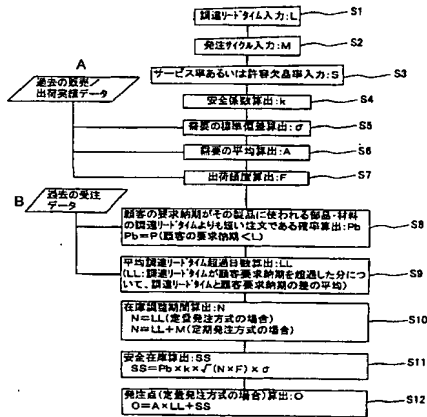 調達リードタイム入力:L
S1
発注サイクル入力:M
S2
A
サービス率あるいは許容欠品率入力:S
S3
過去の販売/
出荷実績データ
安全係数算出:k
S4
需要の標準偏差算出:σ
S5
需要の平均算出:A
S6
出荷頻度算出:F
S7
B
過去の受注
データ
顧客の要求納期がその製品に使われる部品・材料
の調達リードタイムよりも短い注文である確率算出:Pb
Pb=P(顧客の要求納期<L)
S8
平均調達リードタイム超過日数算出:LL
(LL:調達リードタイムが顧客要求納期を超過した分に
ついて、調達リードタイムと顧客要求納期の差の平均)
S9
在庫調整期間算出:N
N=LL(定量発注方式の場合)
N=LL+M(定期発注方式の場合)
S10
安全在庫算出:SS
SS=Pb×k×√(N×F)×σ
S11
発注点(定量発注方式の場合)算出:O
O=A×LL+SS
S12